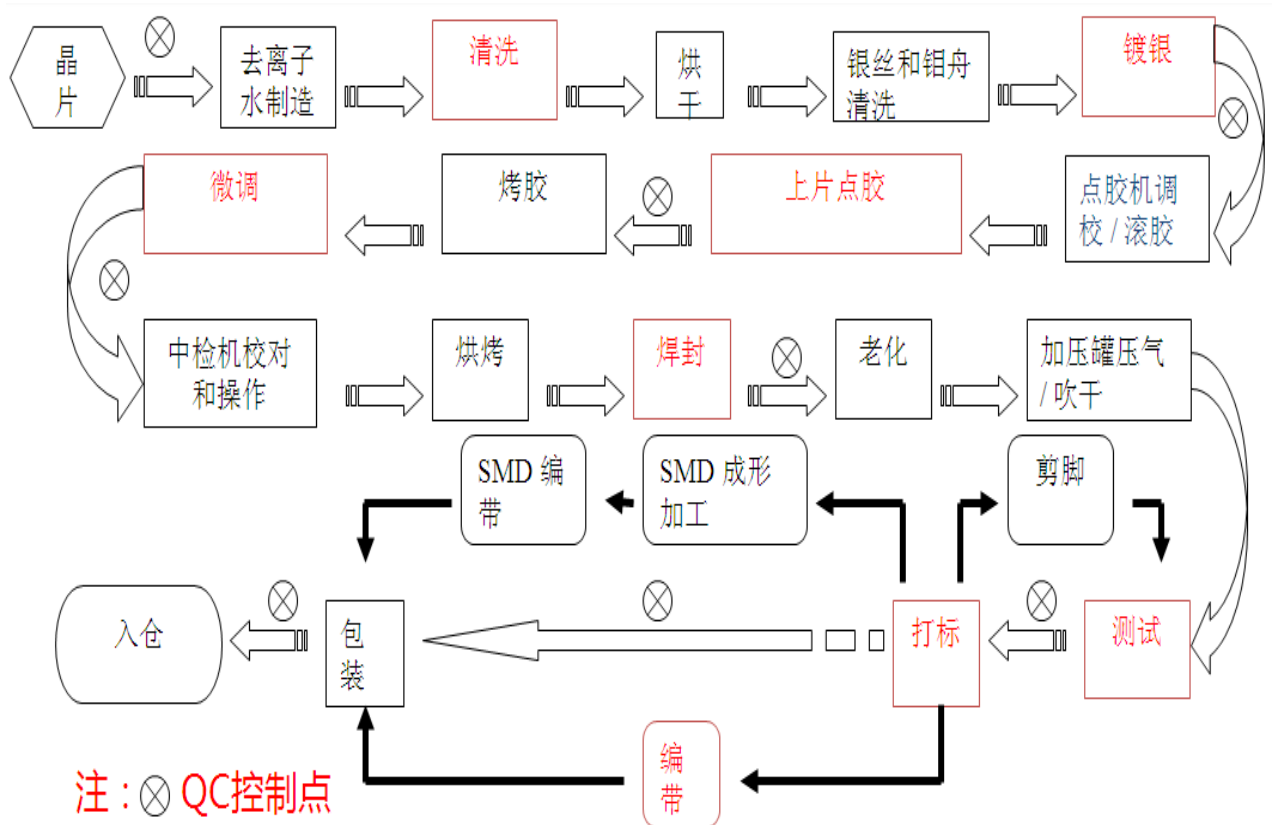 晶
片
去离子
水制造
清洗
烘
干
银丝和钼舟
清洗
镀银
微调
烤胶
上片点胶
点胶机调
校 / 滚胶
中检机校对
和操作
烘烤
焊封
老化
加压罐压气
/ 吹干
SMD 编
带
SMD 成形
加工
剪脚
入仓
包
装
打标
测试
编
带
注：⊗ QC控制点